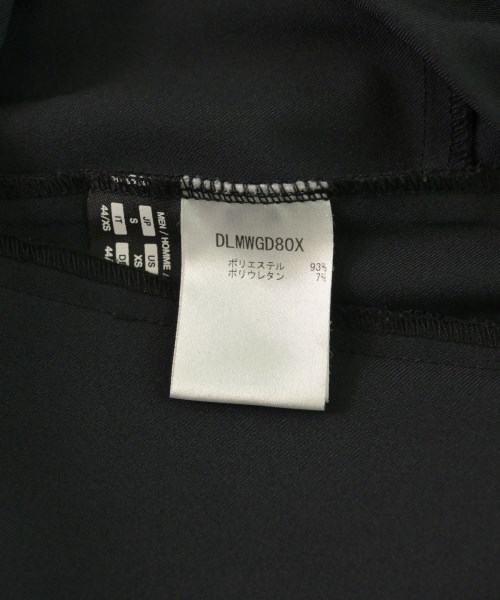 DLMWGD80X
ポリエステル 93%
ポリウレタン 7%
MEN / HOMME /
JP US
S XS
IT
44/XS 44/